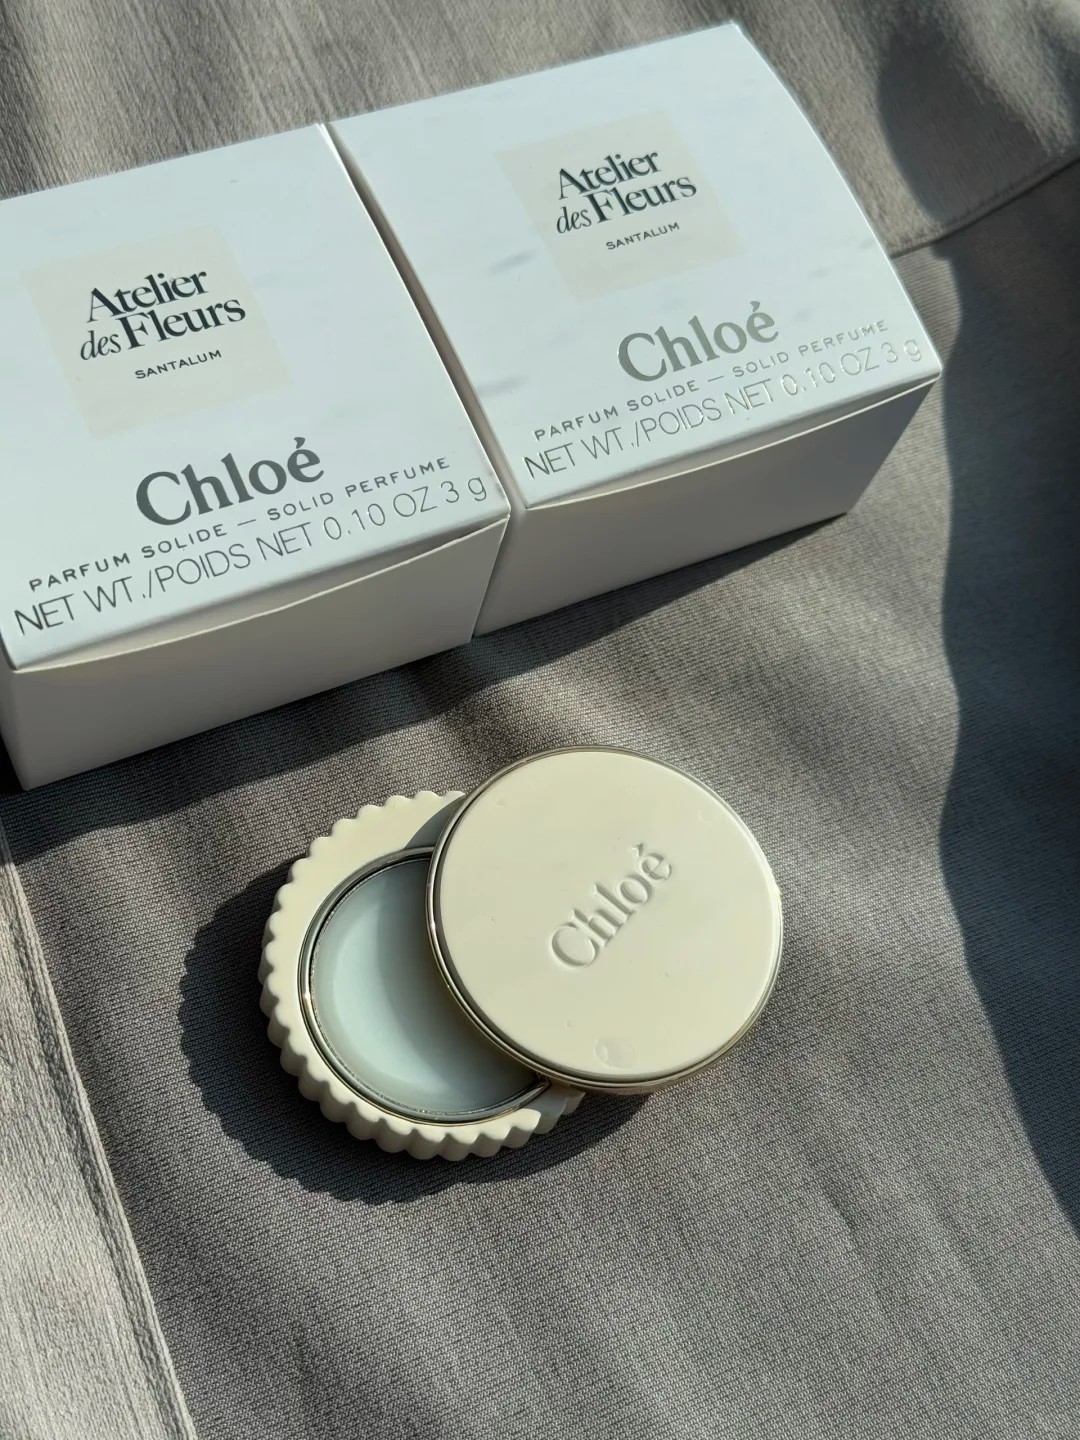 Atelier
des Fleurs
SANTALUM
Chloé
PARFUM SOLIDE — SOLID PERFUME
NET WT./POIDS NET 0.10 OZ 3 g
Atelier
des Fleurs
SANTALUM
Chloé
PARFUM SOLIDE — SOLID PERFUME
NET WT./POIDS NET 0.10 OZ 3 g
Chloé